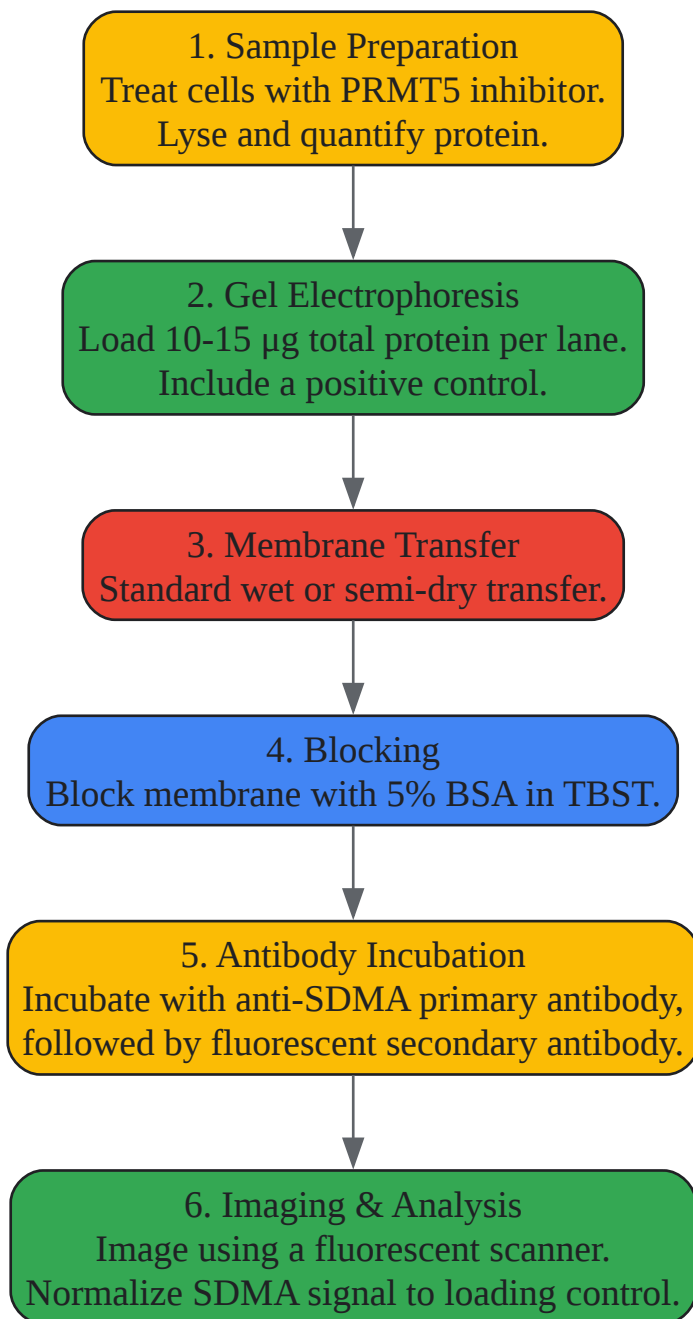 1. Sample Preparation
Treat cells with PRMT5 inhibitor.
Lyse and quantify protein.
2. Gel Electrophoresis
Load 10-15 μg total protein per lane.
Include a positive control.
3. Membrane Transfer
Standard wet or semi-dry transfer.
4. Blocking
Block membrane with 5% BSA in TBST.
5. Antibody Incubation
Incubate with anti-SDMA primary antibody,
followed by fluorescent secondary antibody.
6. Imaging & Analysis
Image using a fluorescent scanner.
Normalize SDMA signal to loading control.